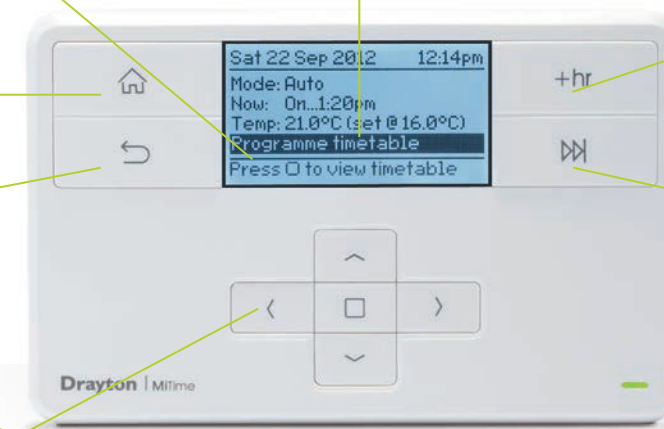 Sat 22 Sep 2012 12:14pm
Mode: Auto
Now: On...1:20pm
Temp: 21.0°C (set @ 16.0°C)
Programme timetable
Press □ to view timetable
+hr
Drayton | MiTime